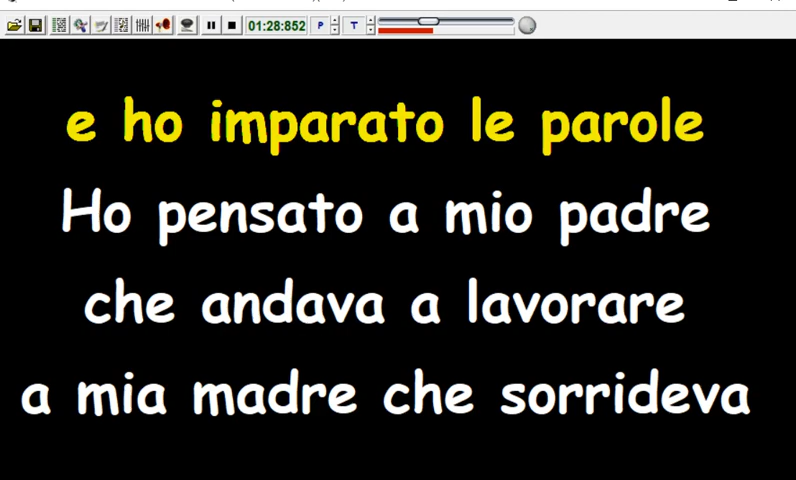 01:28:852 P T
e ho imparato le parole
Ho pensato a mio padre
che andava a lavorare
a mia madre che sorrideva